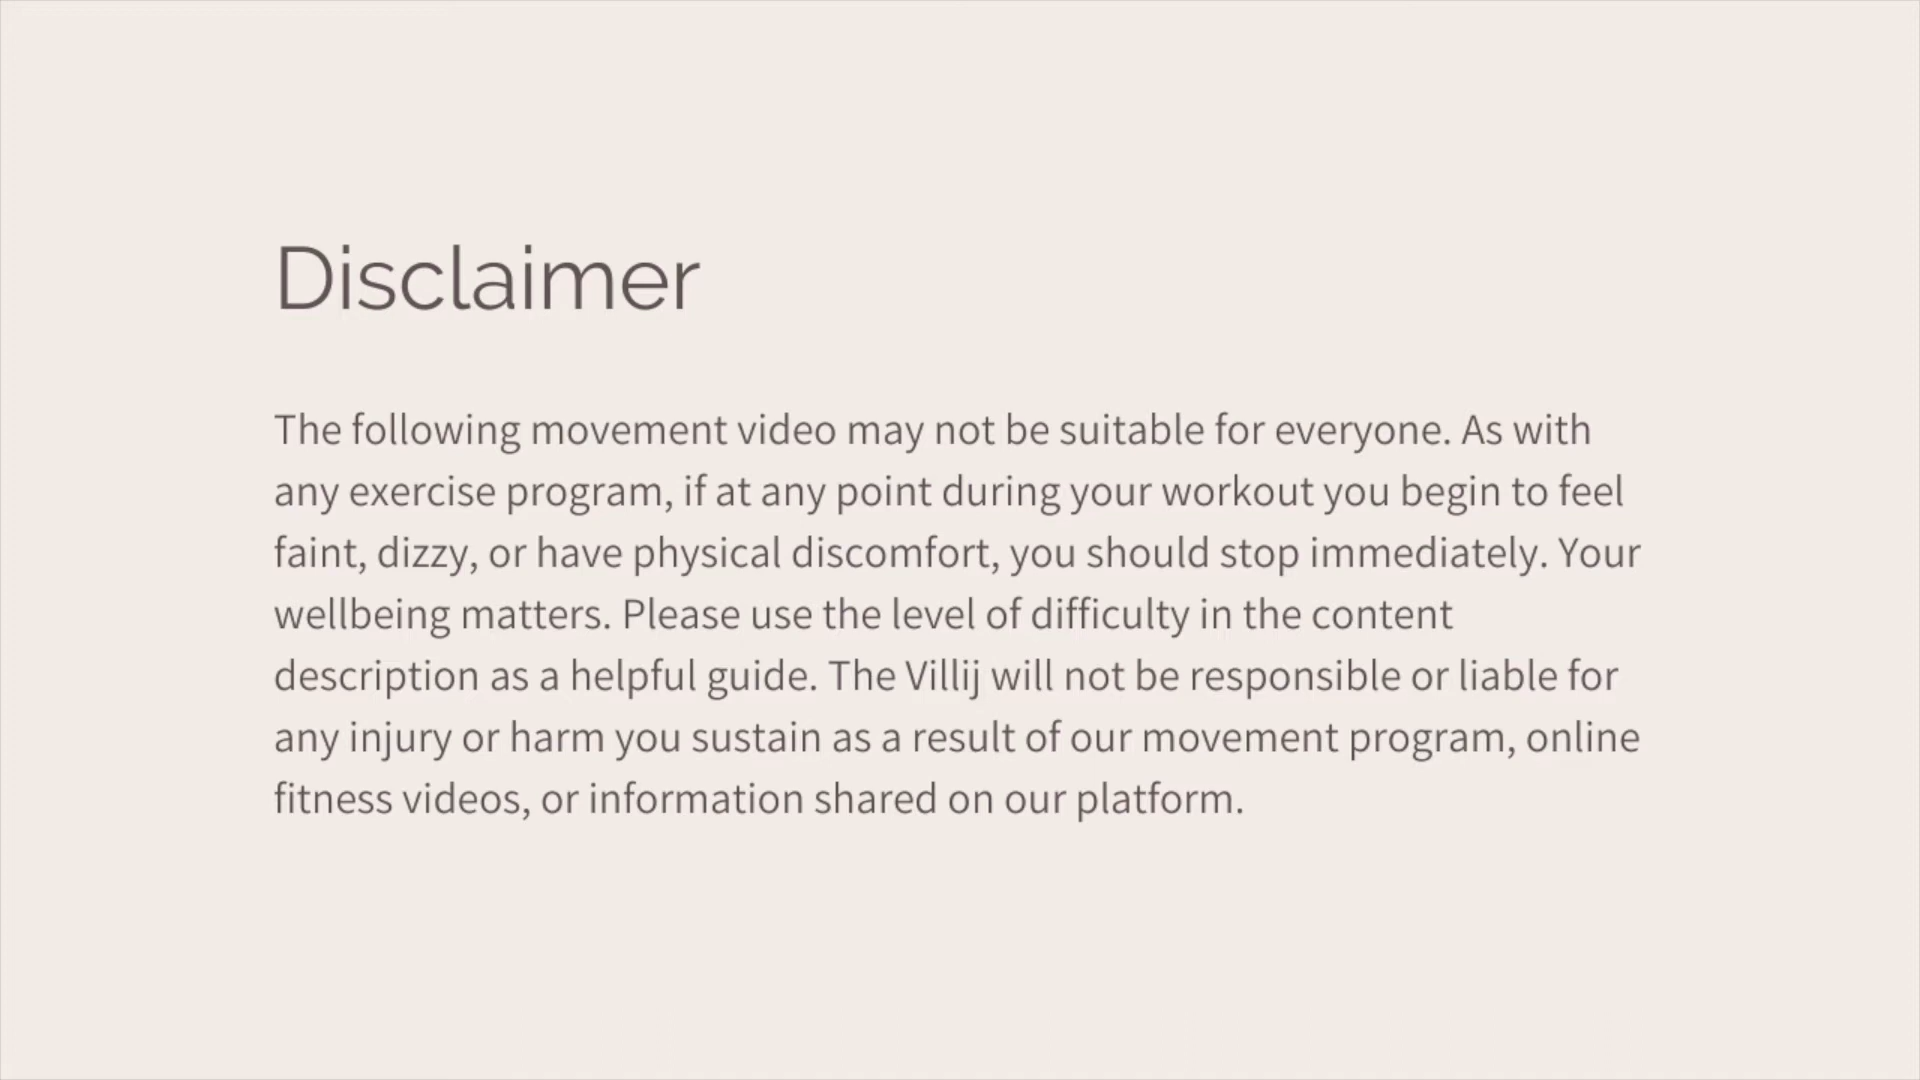 Disclaimer
The following movement video may not be suitable for everyone. As with
any exercise program, if at any point during your workout you begin to feel
faint, dizzy, or have physical discomfort, you should stop immediately. Your
wellbeing matters. Please use the level of difficulty in the content
description as a helpful guide. The Villij will not be responsible or liable for
any injury or harm you sustain as a result of our movement program, online
fitness videos, or information shared on our platform.